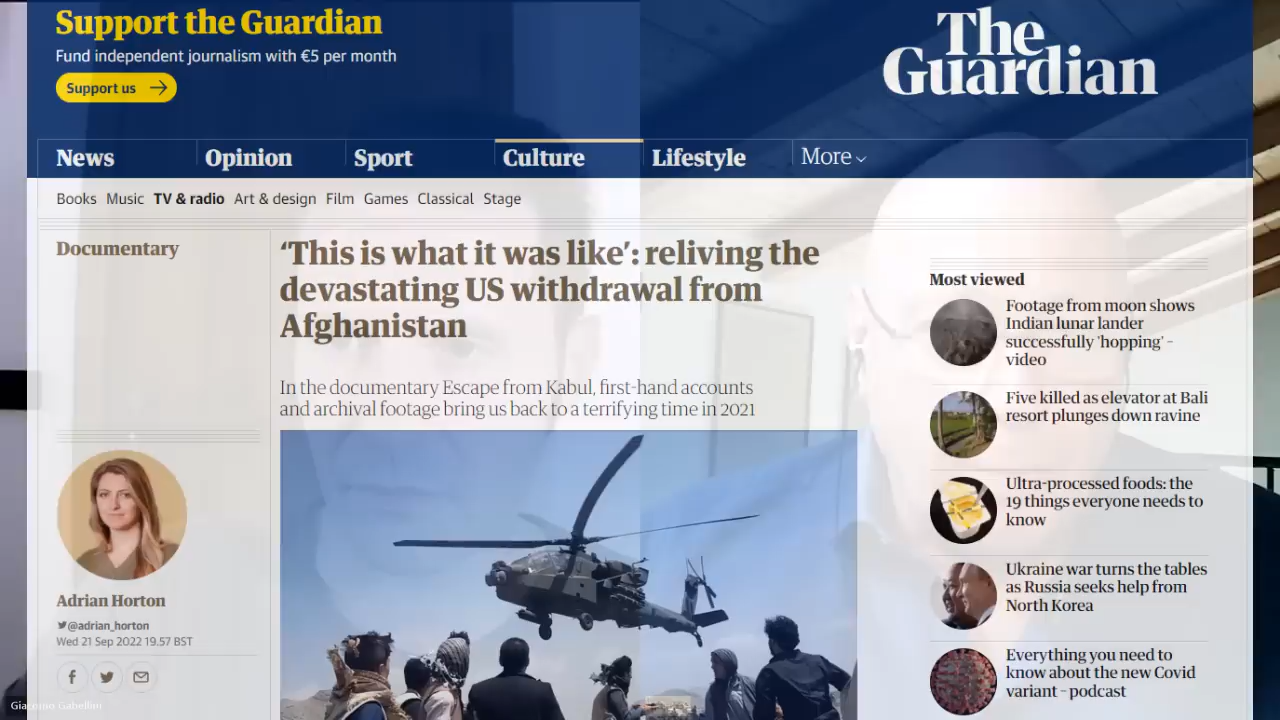 Support the Guardian
Fund independent journalism with €5 per month
Support us
The
Guardian
News Opinion Sport Culture Lifestyle More
Books Music TV & radio Art & design Film Games Classical Stage
Documentary
‘This is what it was like’: reliving the
devastating US withdrawal from
Afghanistan
In the documentary Escape from Kabul, first-hand accounts
and archival footage bring us back to a terrifying time in 2021
Adrian Horton
@adrian_horton
Wed 21 Sep 2022 19.57 BST
Most viewed
Footage from moon shows
Indian lunar lander
successfully ‘hopping’ –
video
Five killed as elevator at Bali
resort plunges down ravine
Ultra-processed foods: the
19 things everyone needs to
know
Ukraine war turns the tables
as Russia seeks help from
North Korea
Everything you need to
know about the new Covid
variant – podcast
Giacomo Gabellini